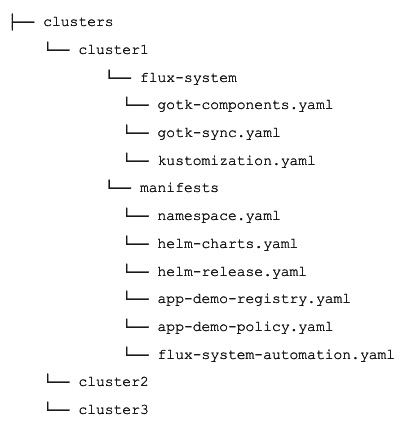 ├── clusters
└── cluster1
└── flux-system
└── gotk-components.yaml
└── gotk-sync.yaml
└── kustomization.yaml
└── manifests
└── namespace.yaml
└── helm-charts.yaml
└── helm-release.yaml
└── app-demo-registry.yaml
└── app-demo-policy.yaml
└── flux-system-automation.yaml
└── cluster2
└── cluster3